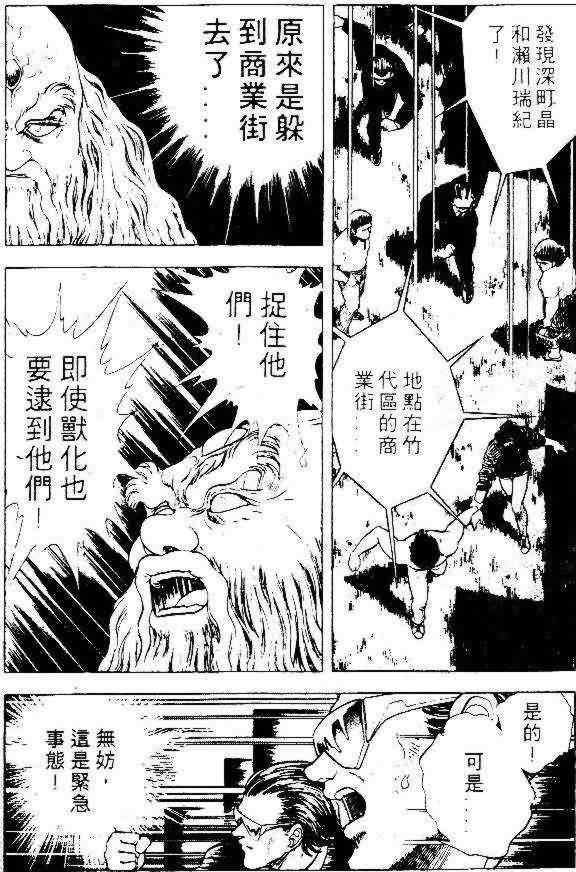 發現深町晶
和瀨川瑞紀
了！
地點在竹
代區的商
業街…
原來是躲
到商業街
去了……
捉住他
們！
即使獸化也
要逮到他們！
是的！
可是…
無妨，
這是緊急
事態！